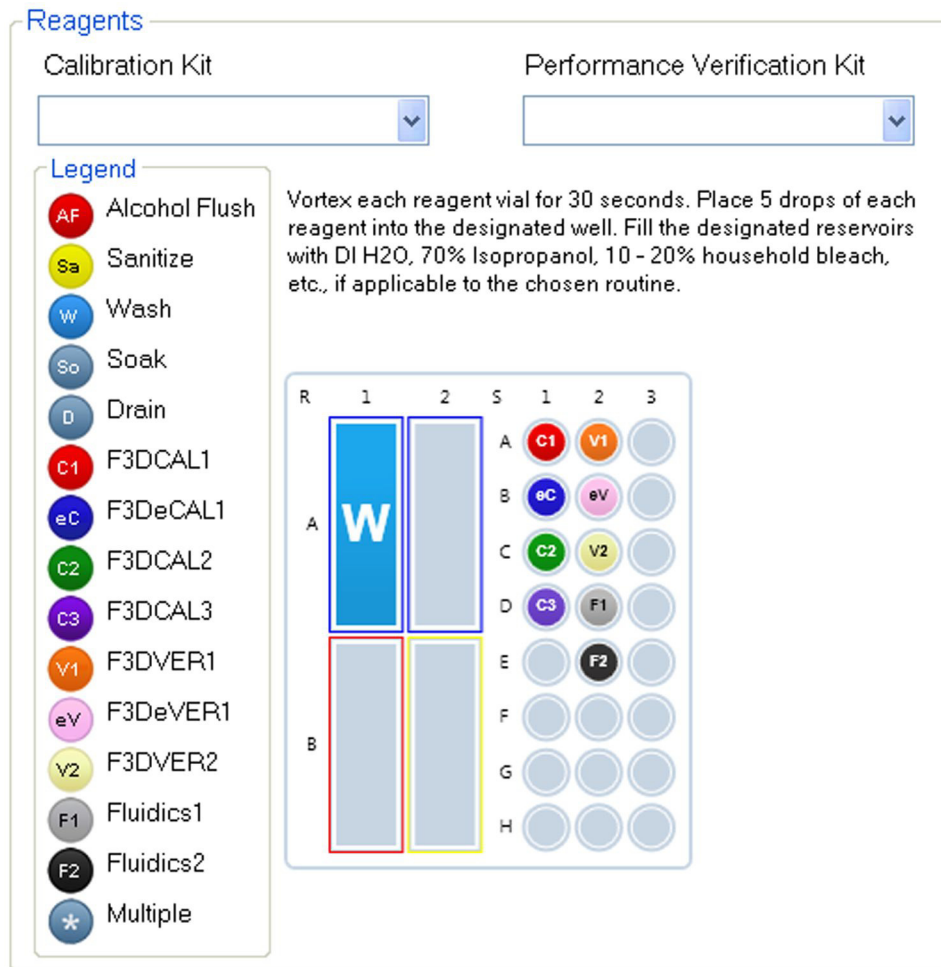 Reagents
Calibration Kit
Performance Verification Kit
Legend
AF Alcohol Flush
Sa Sanitize
W Wash
So Soak
D Drain
C1 F3DCAL1
eC F3DeCAL1
C2 F3DCAL2
C3 F3DCAL3
V1 F3DVER1
eV F3DeVER1
V2 F3DVER2
F1 Fluidics1
F2 Fluidics2
* Multiple
Vortex each reagent vial for 30 seconds. Place 5 drops of each
reagent into the designated well. Fill the designated reservoirs
with DI H2O, 70% Isopropanol, 10 - 20% household bleach,
etc., if applicable to the chosen routine.
R 1 2 S 1 2 3
A C1 V1
B eC eV
A W
C C2 V2
D C3 F1
E F2
F
B
G
H